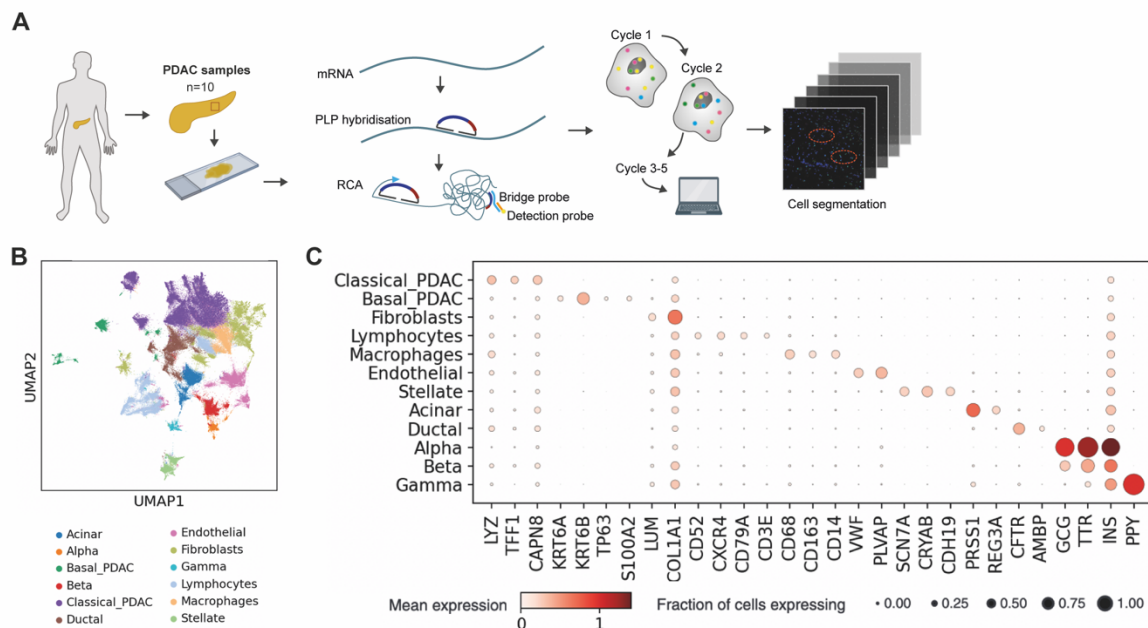 A
PDAC samples
n=10
mRNA
PLP hybridisation
RCA
Bridge probe
Detection probe
Cycle 1
Cycle 2
Cycle 3-5
Cell segmentation
B
UMAP2
UMAP1
Acinar
Alpha
Basal_PDAC
Beta
Classical_PDAC
Ductal
Endothelial
Fibroblasts
Gamma
Lymphocytes
Macrophages
Stellate
C
Classical_PDAC
Basal_PDAC
Fibroblasts
Lymphocytes
Macrophages
Endothelial
Stellate
Acinar
Ductal
Alpha
Beta
Gamma
LYZ
TFF1
CAPN8
KRT6A
KRT6B
TP63
S100A2
LUM
COL1A1
CD52
CXCR4
CD79A
CD3E
CD68
CD163
CD14
VWF
PLVAP
SCN7A
CRYAB
CDH19
PRSS1
REG3A
CFTR
AMBP
GCG
TTR
INS
PPY
Mean expression
0 1
Fraction of cells expressing
0.00 0.25 0.50 0.75 1.00